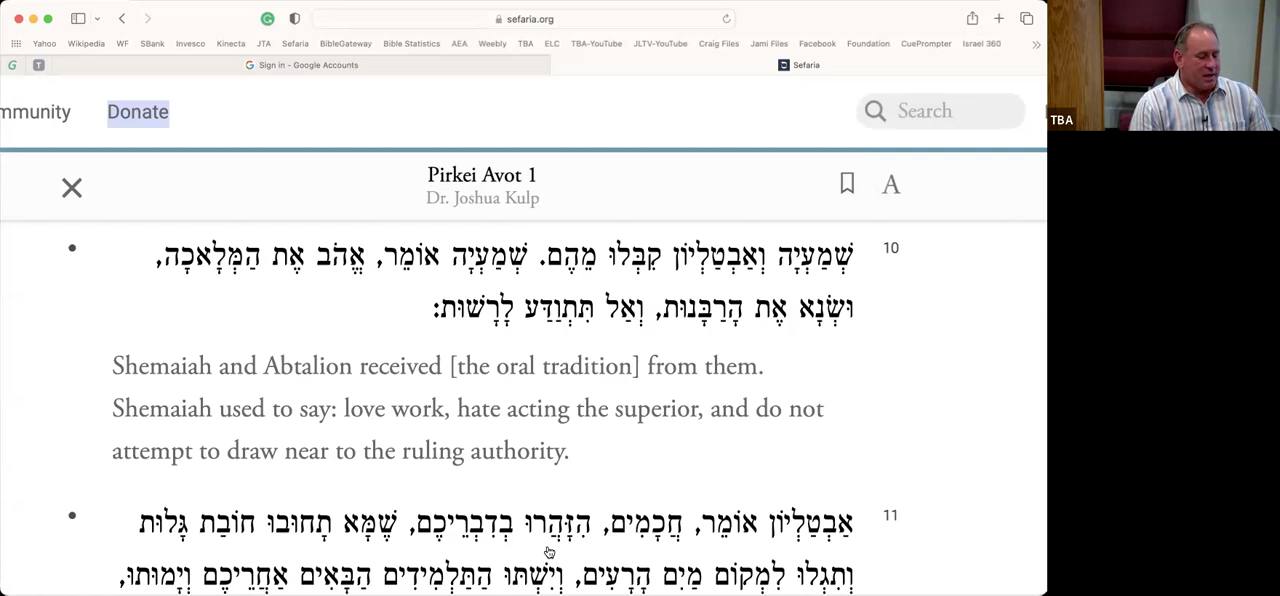 sefaria.org
Yahoo Wikipedia WF SBank Invesco Kinecta JTA Sefaria BibleGateway Bible Statistics AEA Weebly TBA ELC TBA-YouTube JLTV-YouTube Craig Files Jami Files Facebook Foundation CuePrompter Israel 360
G T Sign in - Google Accounts Sefaria
mmunity Donate Search
TBA
Pirkei Avot 1
Dr. Joshua Kulp
A
10
שְׁמַעְיָה וְאַבְטַלְיוֹן קִבְּלוּ מֵהֶם. שְׁמַעְיָה אוֹמֵר, אֱהֹב אֶת הַמְּלָאכָה,
וּשְׂנָא אֶת הָרַבָּנוּת, וְאַל תִּתְוַדַּע לָרָשׁוּת:
Shemaiah and Abtalion received [the oral tradition] from them.
Shemaiah used to say: love work, hate acting the superior, and do not
attempt to draw near to the ruling authority.
11
אַבְטַלְיוֹן אוֹמֵר, חֲכָמִים, הִזָּהֲרוּ בְדִבְרֵיכֶם, שֶׁמָּא תָחוּבוּ חוֹבַת גָּלוּת
וְתִגְלוּ לִמְקוֹם מַיִם הָרָעִים, וְיִשְׁתּוּ הַתַּלְמִידִים הַבָּאִים אַחֲרֵיכֶם וְיָמוּתוּ,